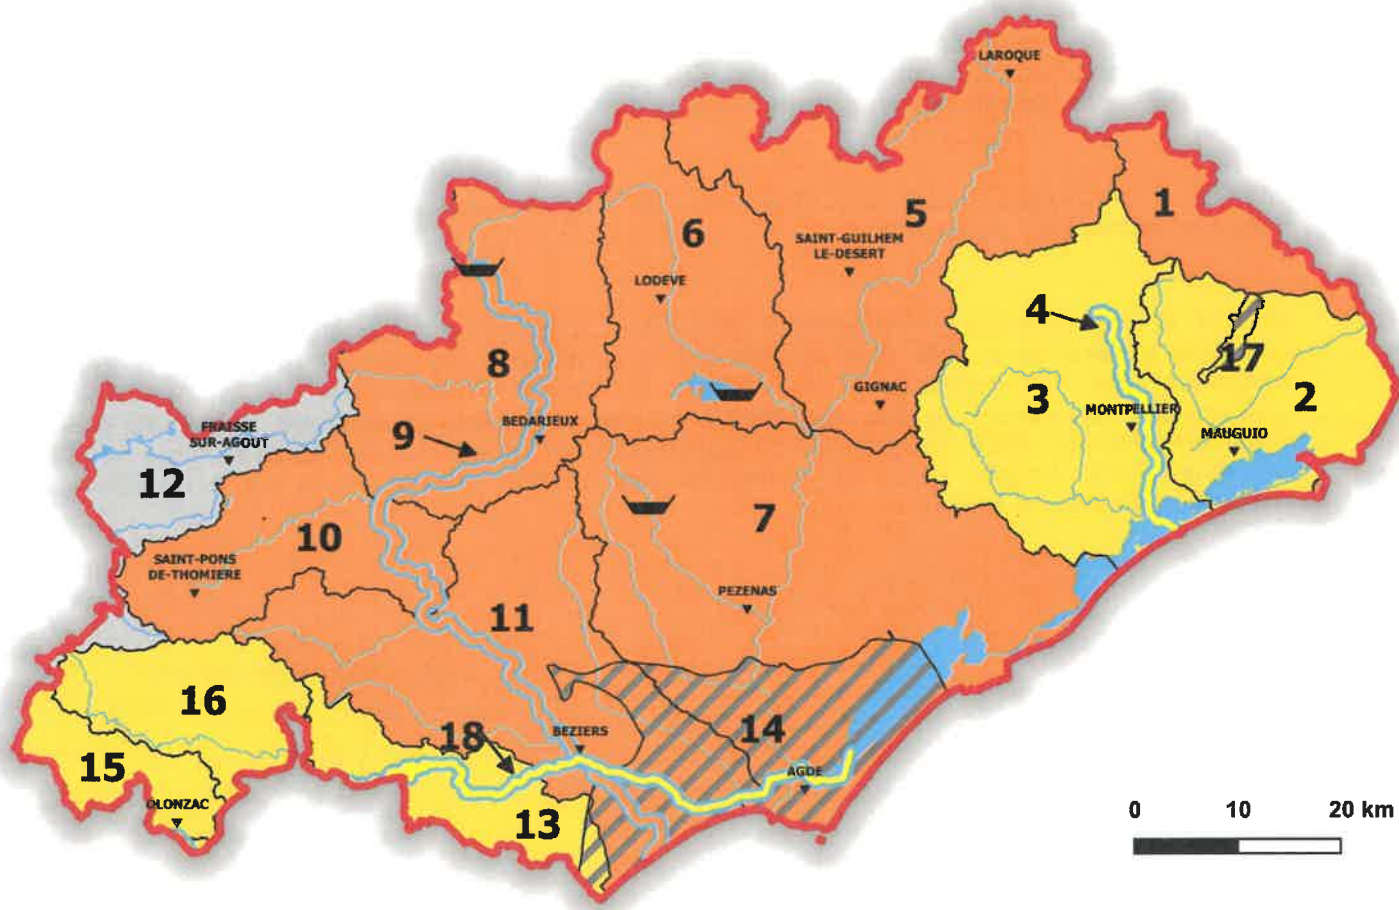 LAROQUE
1
5
6
SAINT-GUILHEM
LE-DESERT
LODEVE
4
17
8
GIGNAC
3
2
MONTPELLIER
BEDARIEUX
9
FRAISSE
SUR-AGOUT
MAUGUIO
12
7
10
SAINT-PONS
DE-THOMIERE
PEZENAS
11
16
14
18
BEZIERS
15
AGDE
OLONZAC
13
0 10 20 km